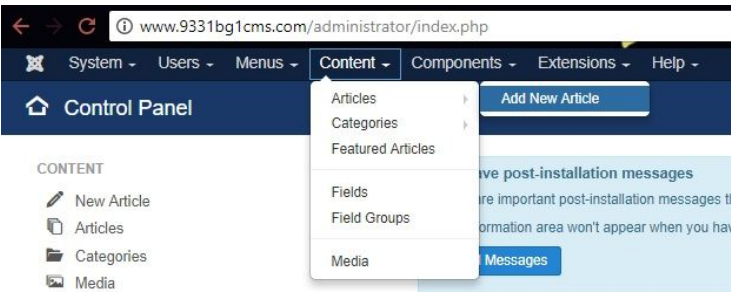 www.9331bg1cms.com/administrator/index.php
System Users Menus Content Components Extensions Help
Control Panel
Articles
Add New Article
Categories
Featured Articles
Fields
Field Groups
Media
CONTENT
New Article
Articles
Categories
Media
ve post-installation messages
re important post-installation messages t
ormation area won't appear when you hav
Messages